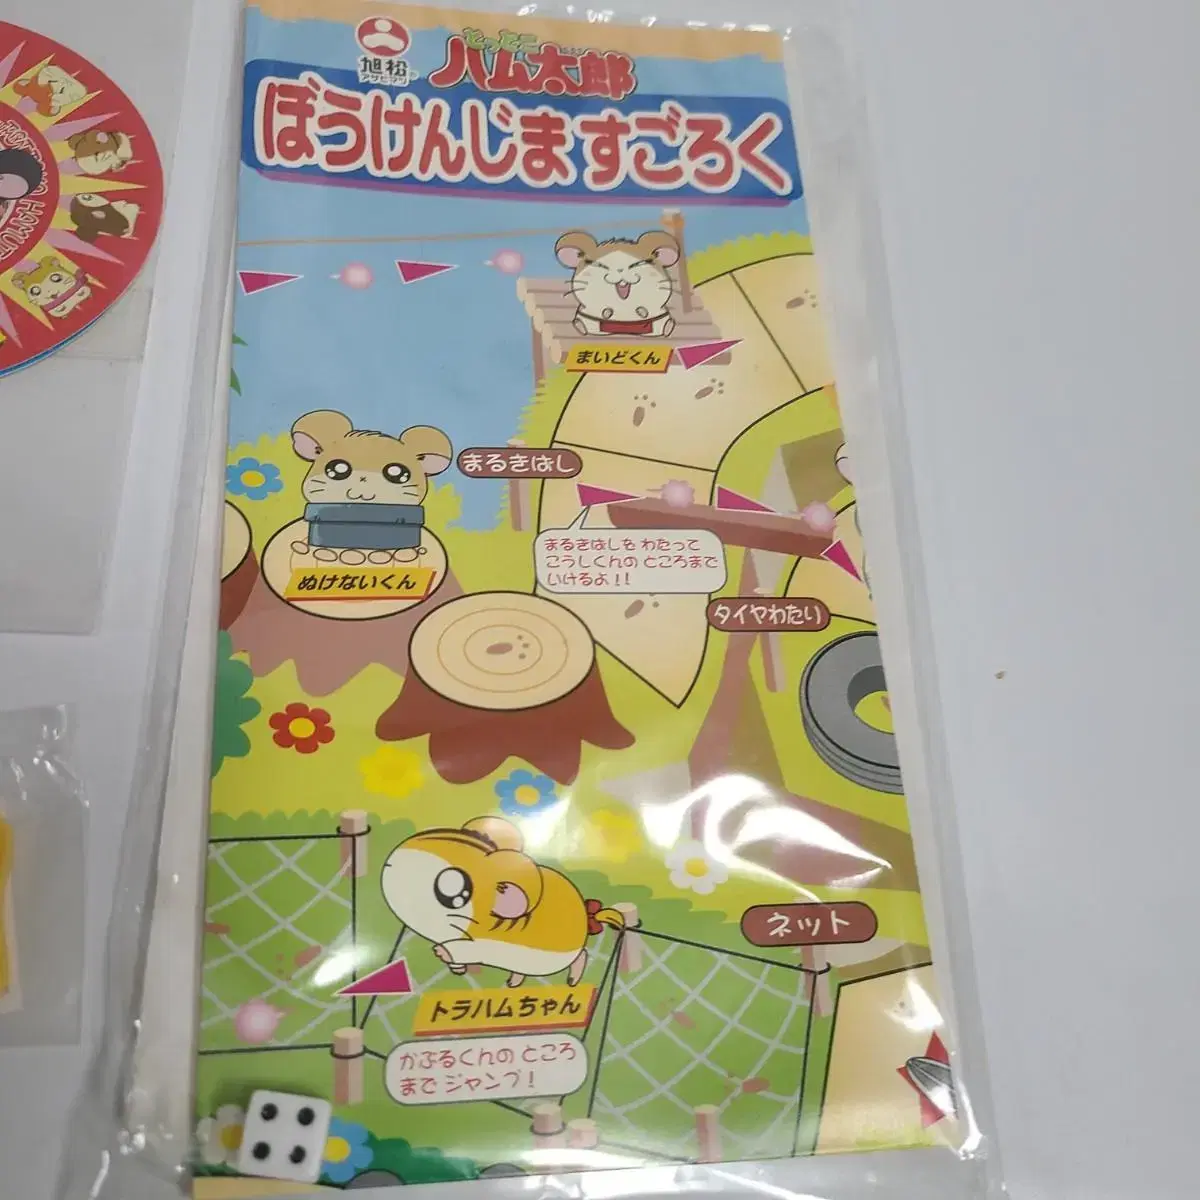 旭松
アサヒマツ
とっとこ
ハム太郎
ぼうけんじま すごろく
まいどくん
まるきばし
まるきばしを わたって
こうしくんの ところまで
いけるよ!!
ぬけないくん
タイヤわたり
ネット
トラハムちゃん
かぶるくんの ところ
まで ジャンプ!